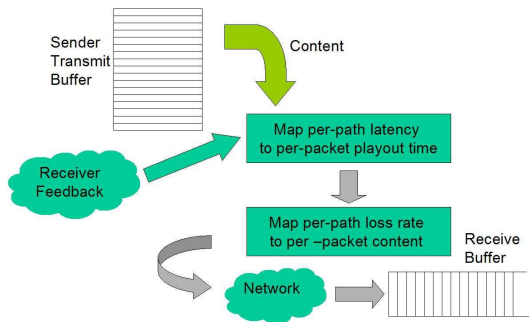 Sender
Transmit
Buffer
Content
Map per-path latency
to per-packet playout time
Receiver
Feedback
Map per-path loss rate
to per –packet content
Receive
Buffer
Network